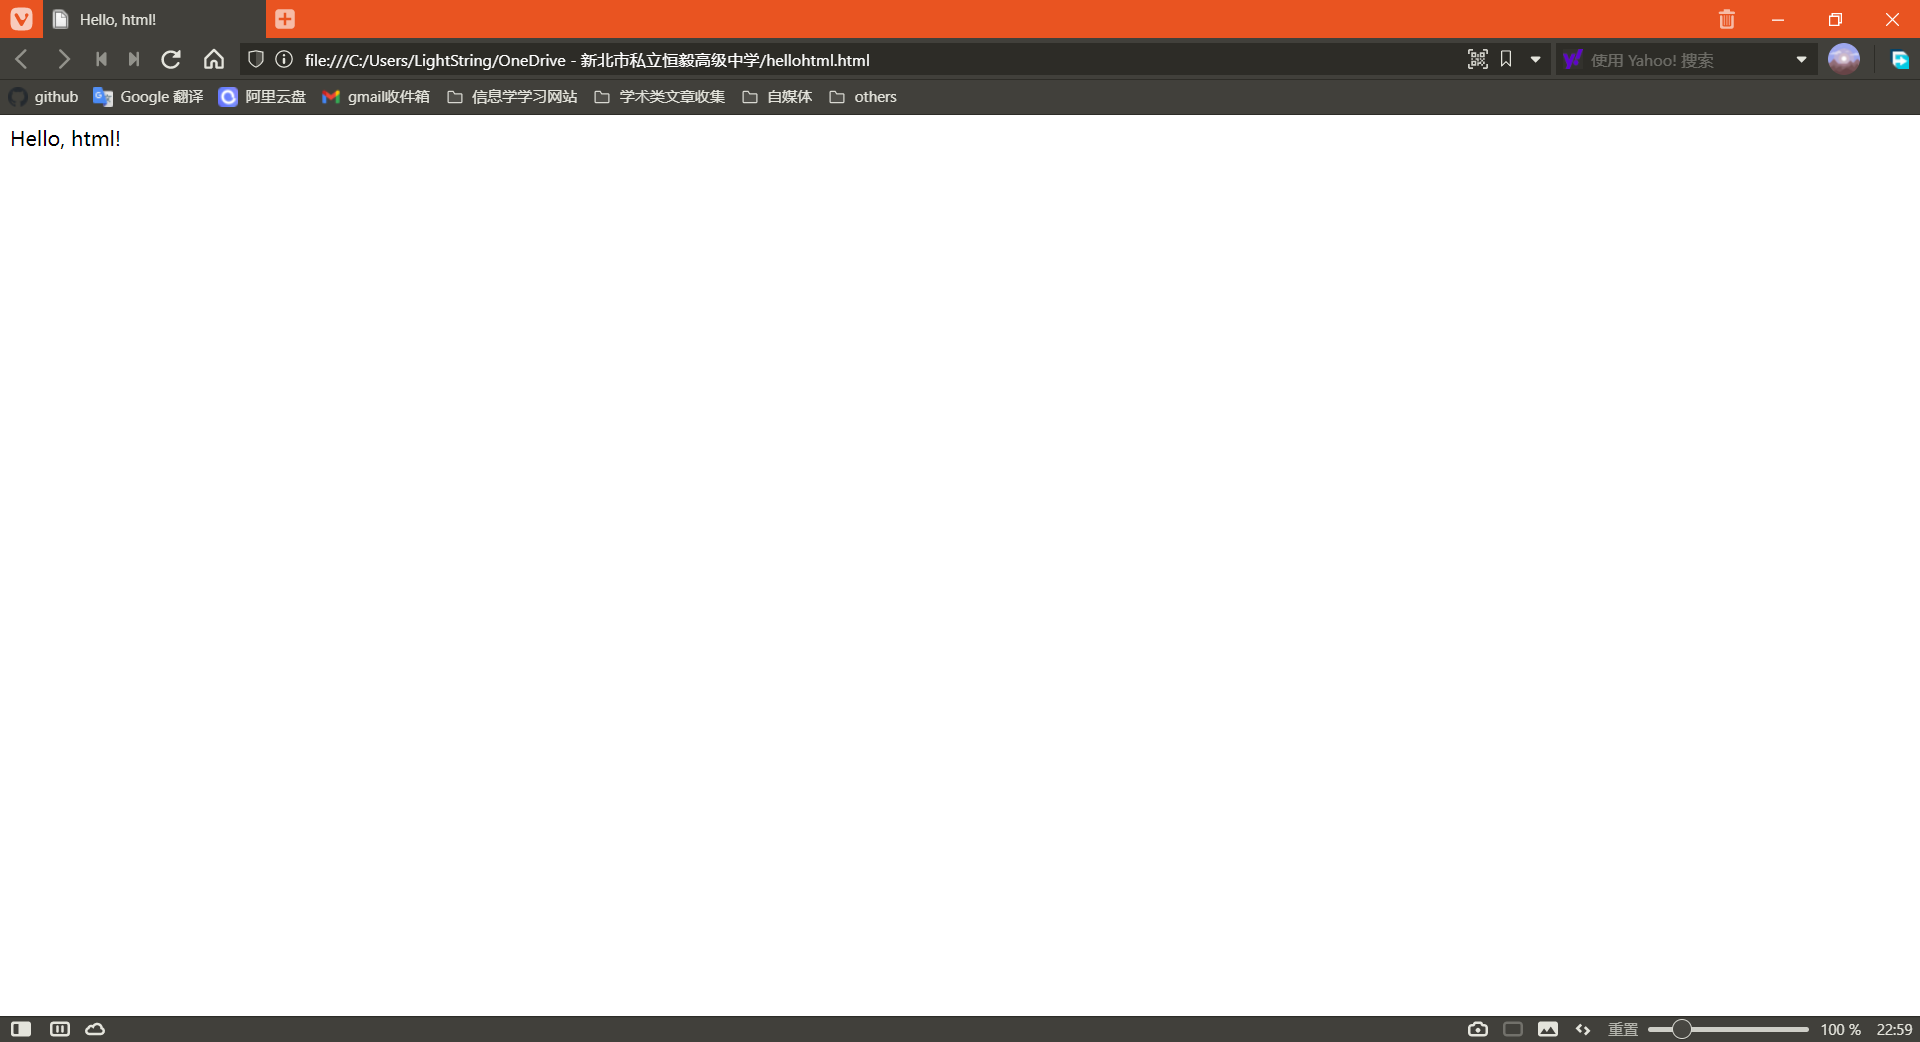 Hello, html!
file:///C:/Users/LightString/OneDrive - 新北市私立恒毅高级中学/hellohtml.html
使用 Yahoo! 搜索
github Google 翻译 阿里云盘 gmail收件箱 信息学学习网站 学术类文章收集 自媒体 others
Hello, html!
重置 100 % 22:59